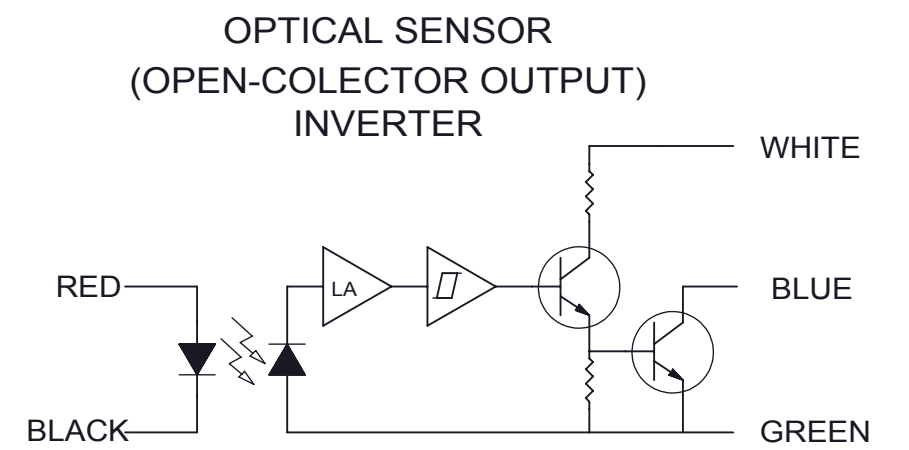 OPTICAL SENSOR
(OPEN-COLECTOR OUTPUT)
INVERTER
WHITE
RED
LA
BLUE
BLACK
GREEN